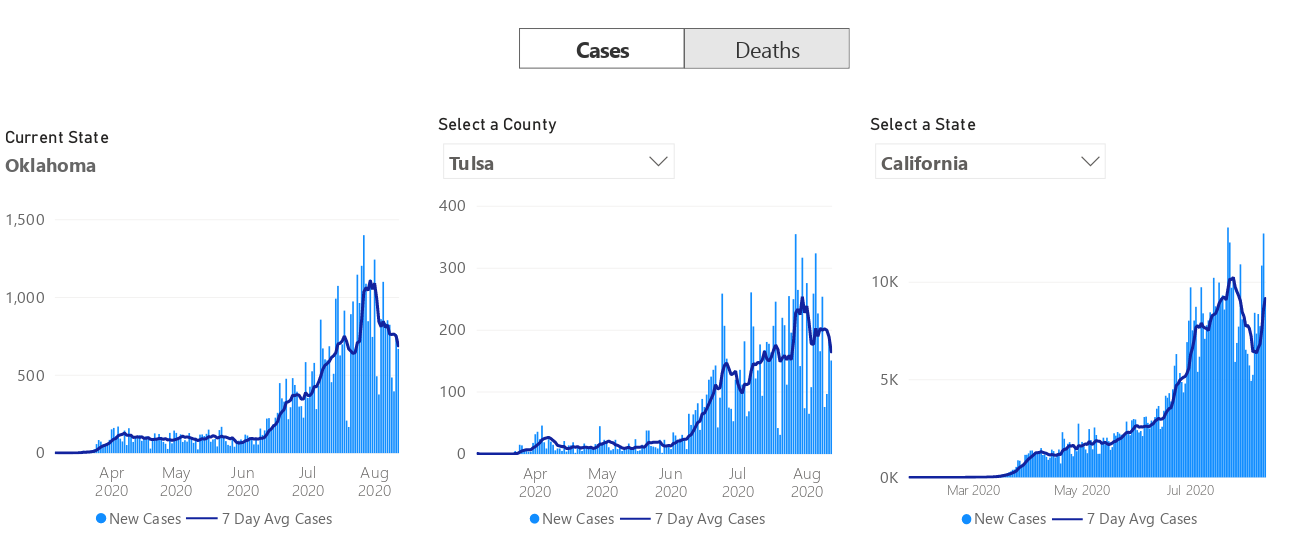 Cases Deaths
Current State
Oklahoma
1,500
1,000
500
0
Apr 2020
May 2020
Jun 2020
Jul 2020
Aug 2020
New Cases 7 Day Avg Cases
Select a County
Tulsa
400
300
200
100
0
Apr 2020
May 2020
Jun 2020
Jul 2020
Aug 2020
New Cases 7 Day Avg Cases
Select a State
California
10K
5K
0K
Mar 2020 May 2020 Jul 2020
New Cases 7 Day Avg Cases